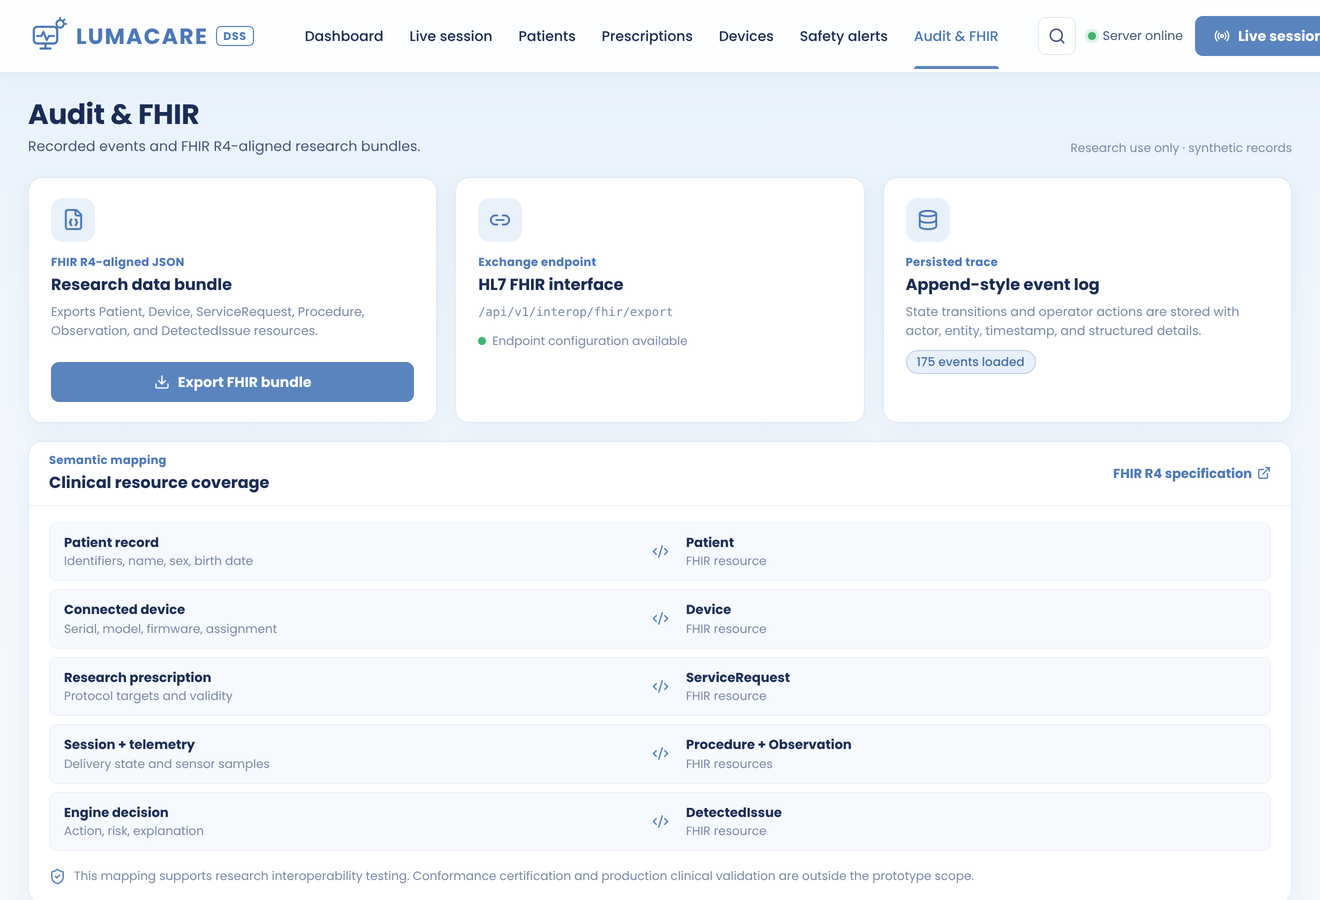 LUMACARE DSS
Dashboard Live session Patients Prescriptions Devices Safety alerts Audit & FHIR Server online Live session
Audit & FHIR
Recorded events and FHIR R4-aligned research bundles.
Research use only · synthetic records
FHIR R4-aligned JSON
Research data bundle
Exports Patient, Device, ServiceRequest, Procedure,
Observation, and DetectedIssue resources.
Export FHIR bundle
Exchange endpoint
HL7 FHIR interface
/api/v1/interop/fhir/export
Endpoint configuration available
Persisted trace
Append-style event log
State transitions and operator actions are stored with
actor, entity, timestamp, and structured details.
175 events loaded
Semantic mapping
Clinical resource coverage
FHIR R4 specification
Patient record
Identifiers, name, sex, birth date
Patient
FHIR resource
Connected device
Serial, model, firmware, assignment
Device
FHIR resource
Research prescription
Protocol targets and validity
ServiceRequest
FHIR resource
Session + telemetry
Delivery state and sensor samples
Procedure + Observation
FHIR resources
Engine decision
Action, risk, explanation
DetectedIssue
FHIR resource
This mapping supports research interoperability testing. Conformance certification and production clinical validation are outside the prototype scope.